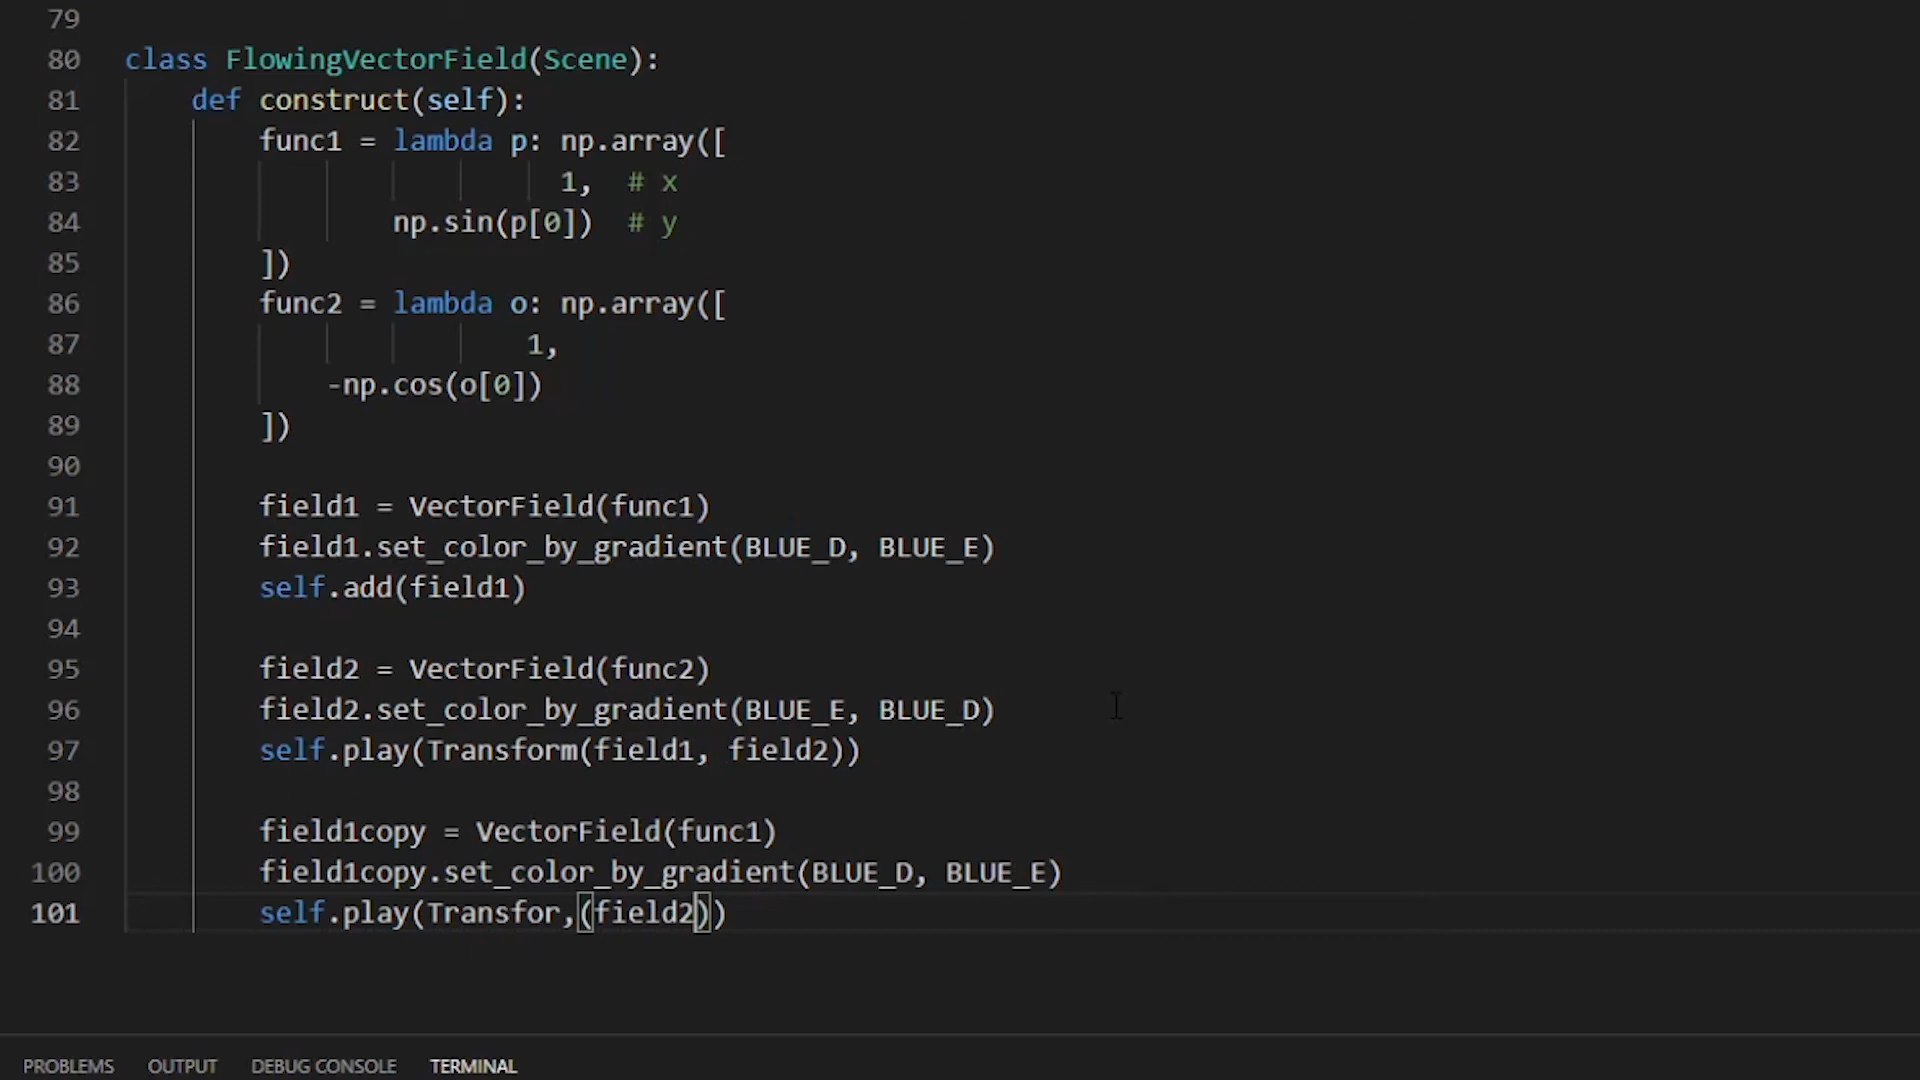 79
80 class FlowingVectorField(Scene):
81 def construct(self):
82 func1 = lambda p: np.array([
83 1, # x
84 np.sin(p[0]) # y
85 ])
86 func2 = lambda o: np.array([
87 1,
88 -np.cos(o[0])
89 ])
90
91 field1 = VectorField(func1)
92 field1.set_color_by_gradient(BLUE_D, BLUE_E)
93 self.add(field1)
94
95 field2 = VectorField(func2)
96 field2.set_color_by_gradient(BLUE_E, BLUE_D)
97 self.play(Transform(field1, field2))
98
99 field1copy = VectorField(func1)
100 field1copy.set_color_by_gradient(BLUE_D, BLUE_E)
101 self.play(Transfor,(field2))
PROBLEMS OUTPUT DEBUG CONSOLE TERMINAL